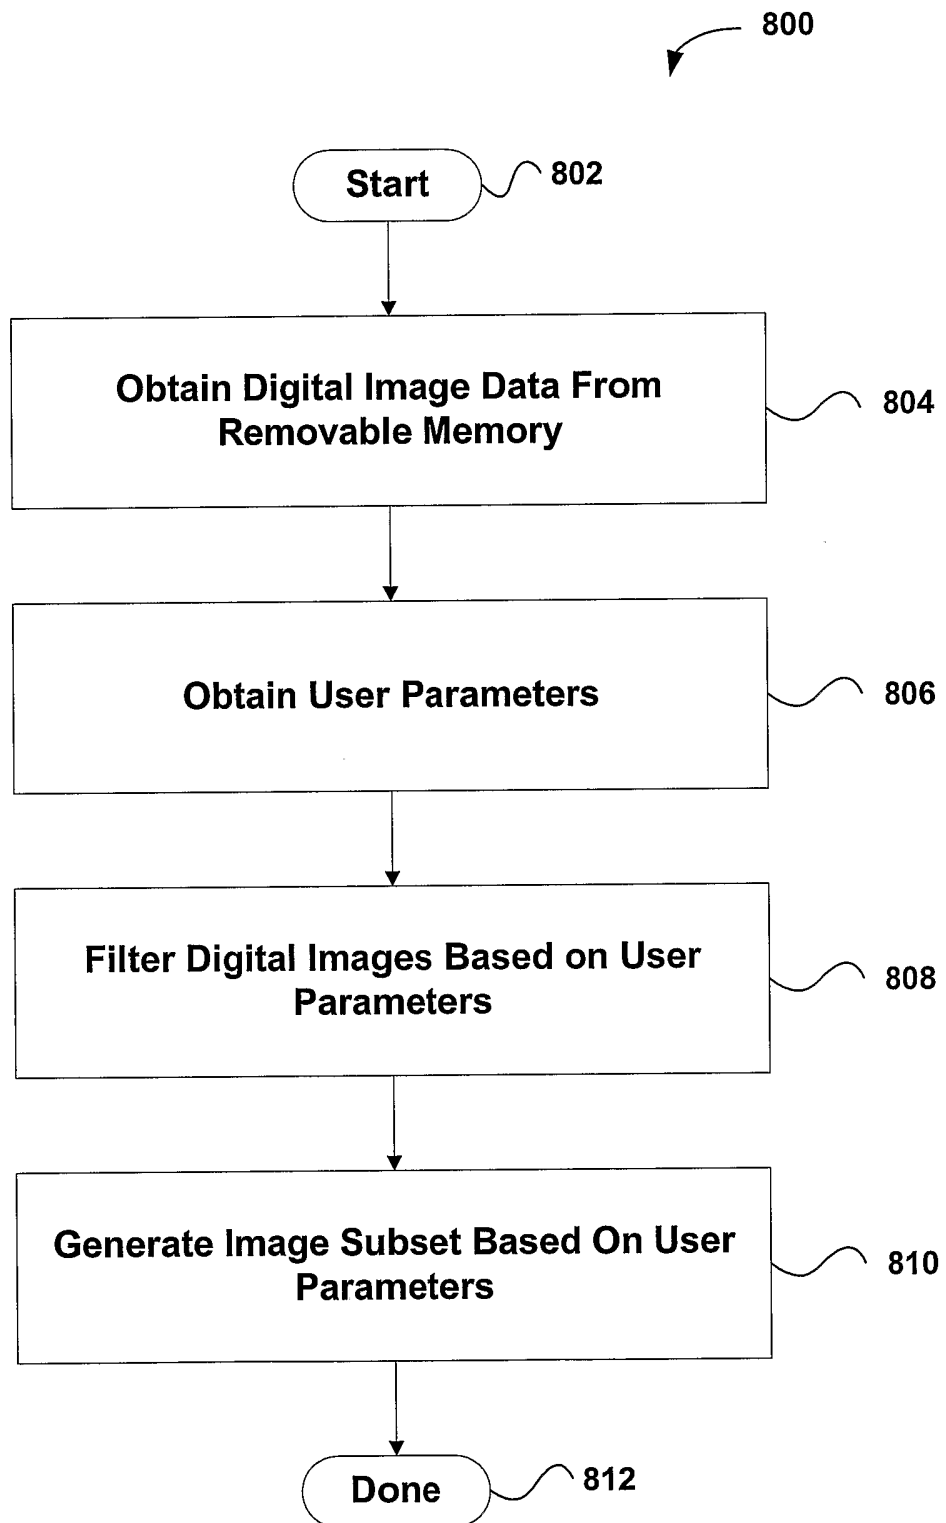 800
Start
802
Obtain Digital Image Data From
Removable Memory
804
Obtain User Parameters
806
Filter Digital Images Based on User
Parameters
808
Generate Image Subset Based On User
Parameters
810
Done
812